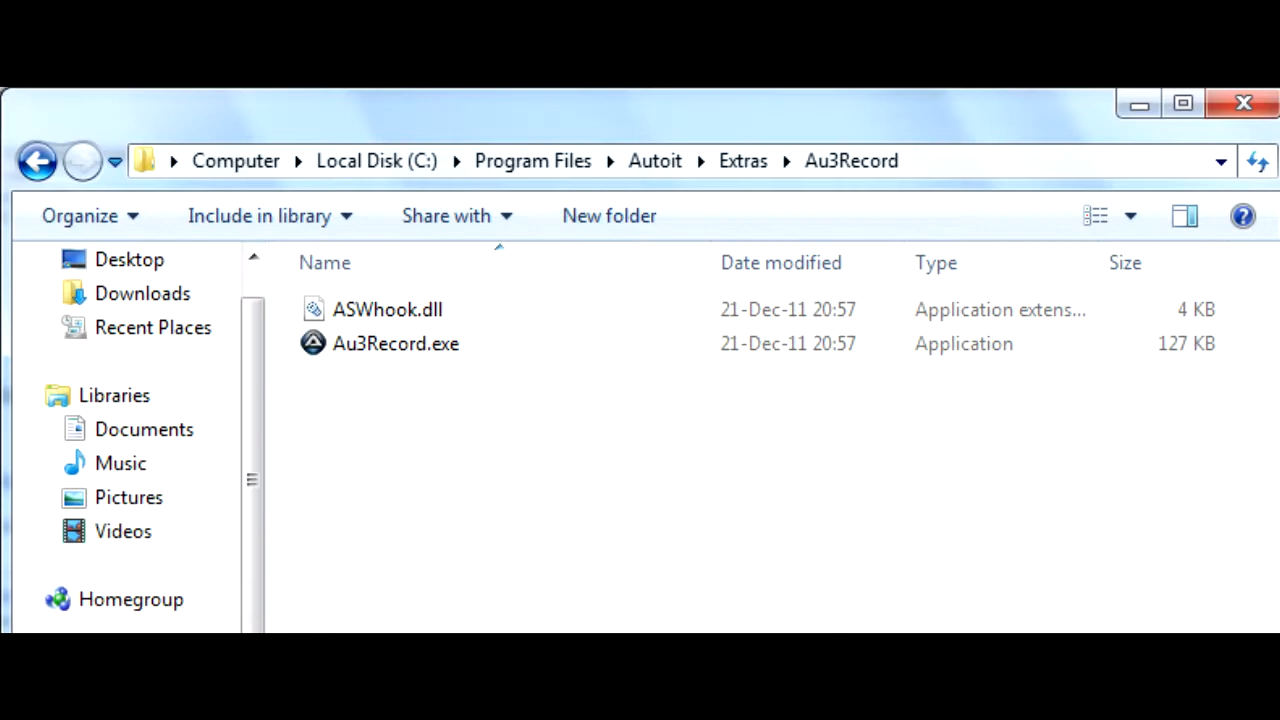 Computer Local Disk (C:) Program Files Autoit Extras Au3Record
Organize Include in library Share with New folder
Desktop
Downloads
Recent Places
Libraries
Documents
Music
Pictures
Videos
Homegroup
Name Date modified Type Size
ASWhook.dll 21-Dec-11 20:57 Application extens... 4 KB
Au3Record.exe 21-Dec-11 20:57 Application 127 KB